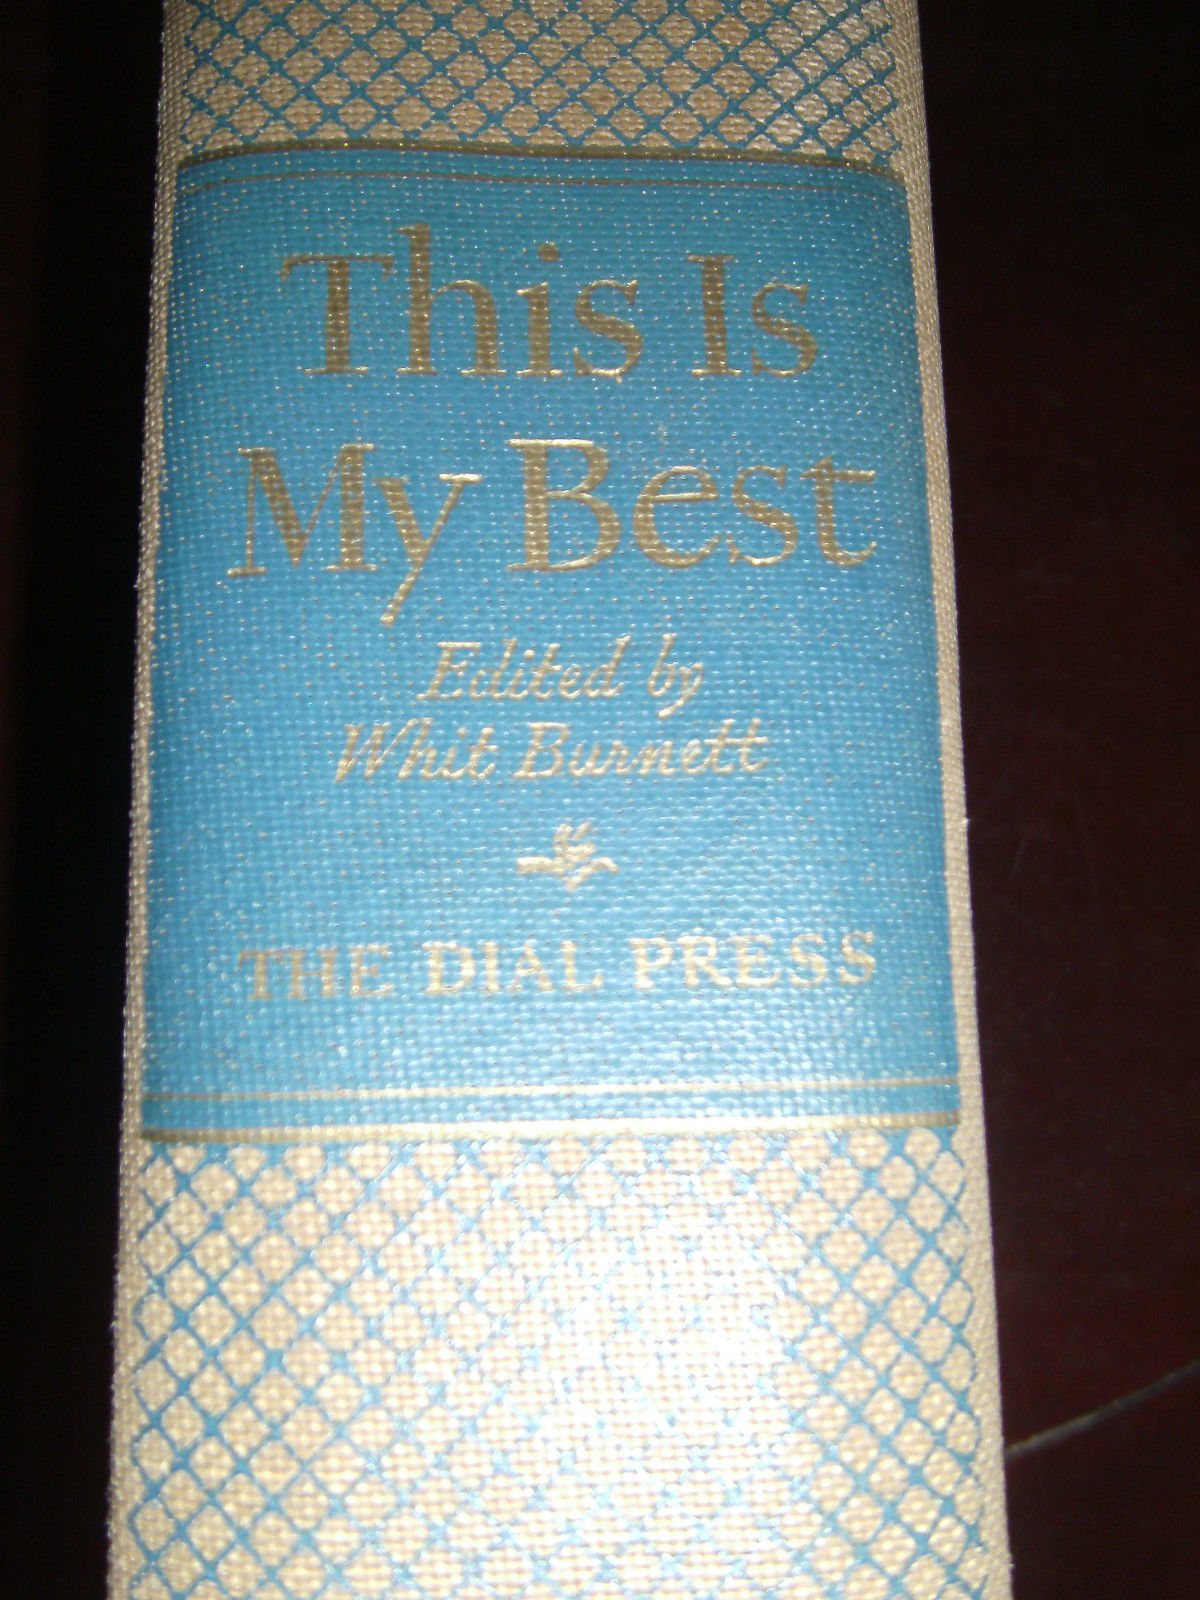 This Is
My Best
Edited by
Whit Burnett
THE DIAL PRESS